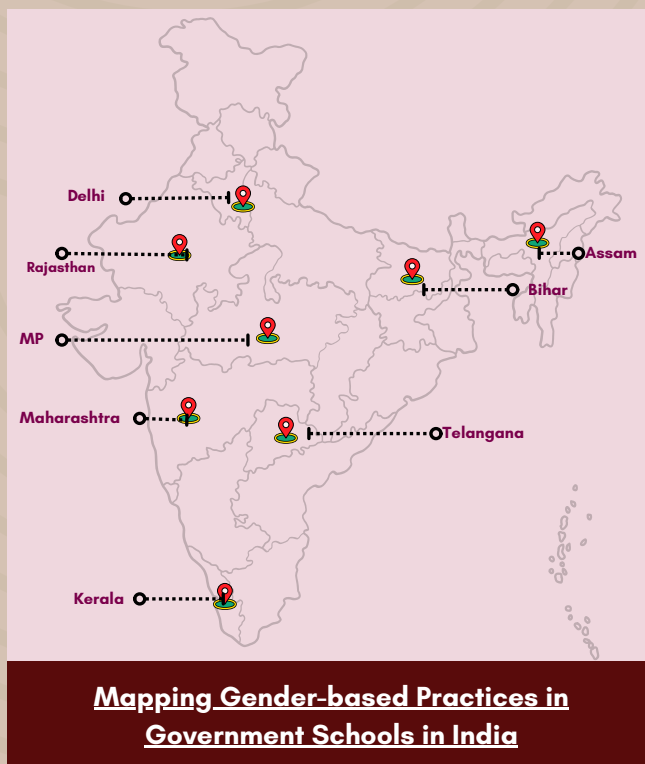 Delhi
Rajasthan
Assam
Bihar
MP
Maharashtra
Telangana
Kerala
Mapping Gender-based Practices in
Government Schools in India